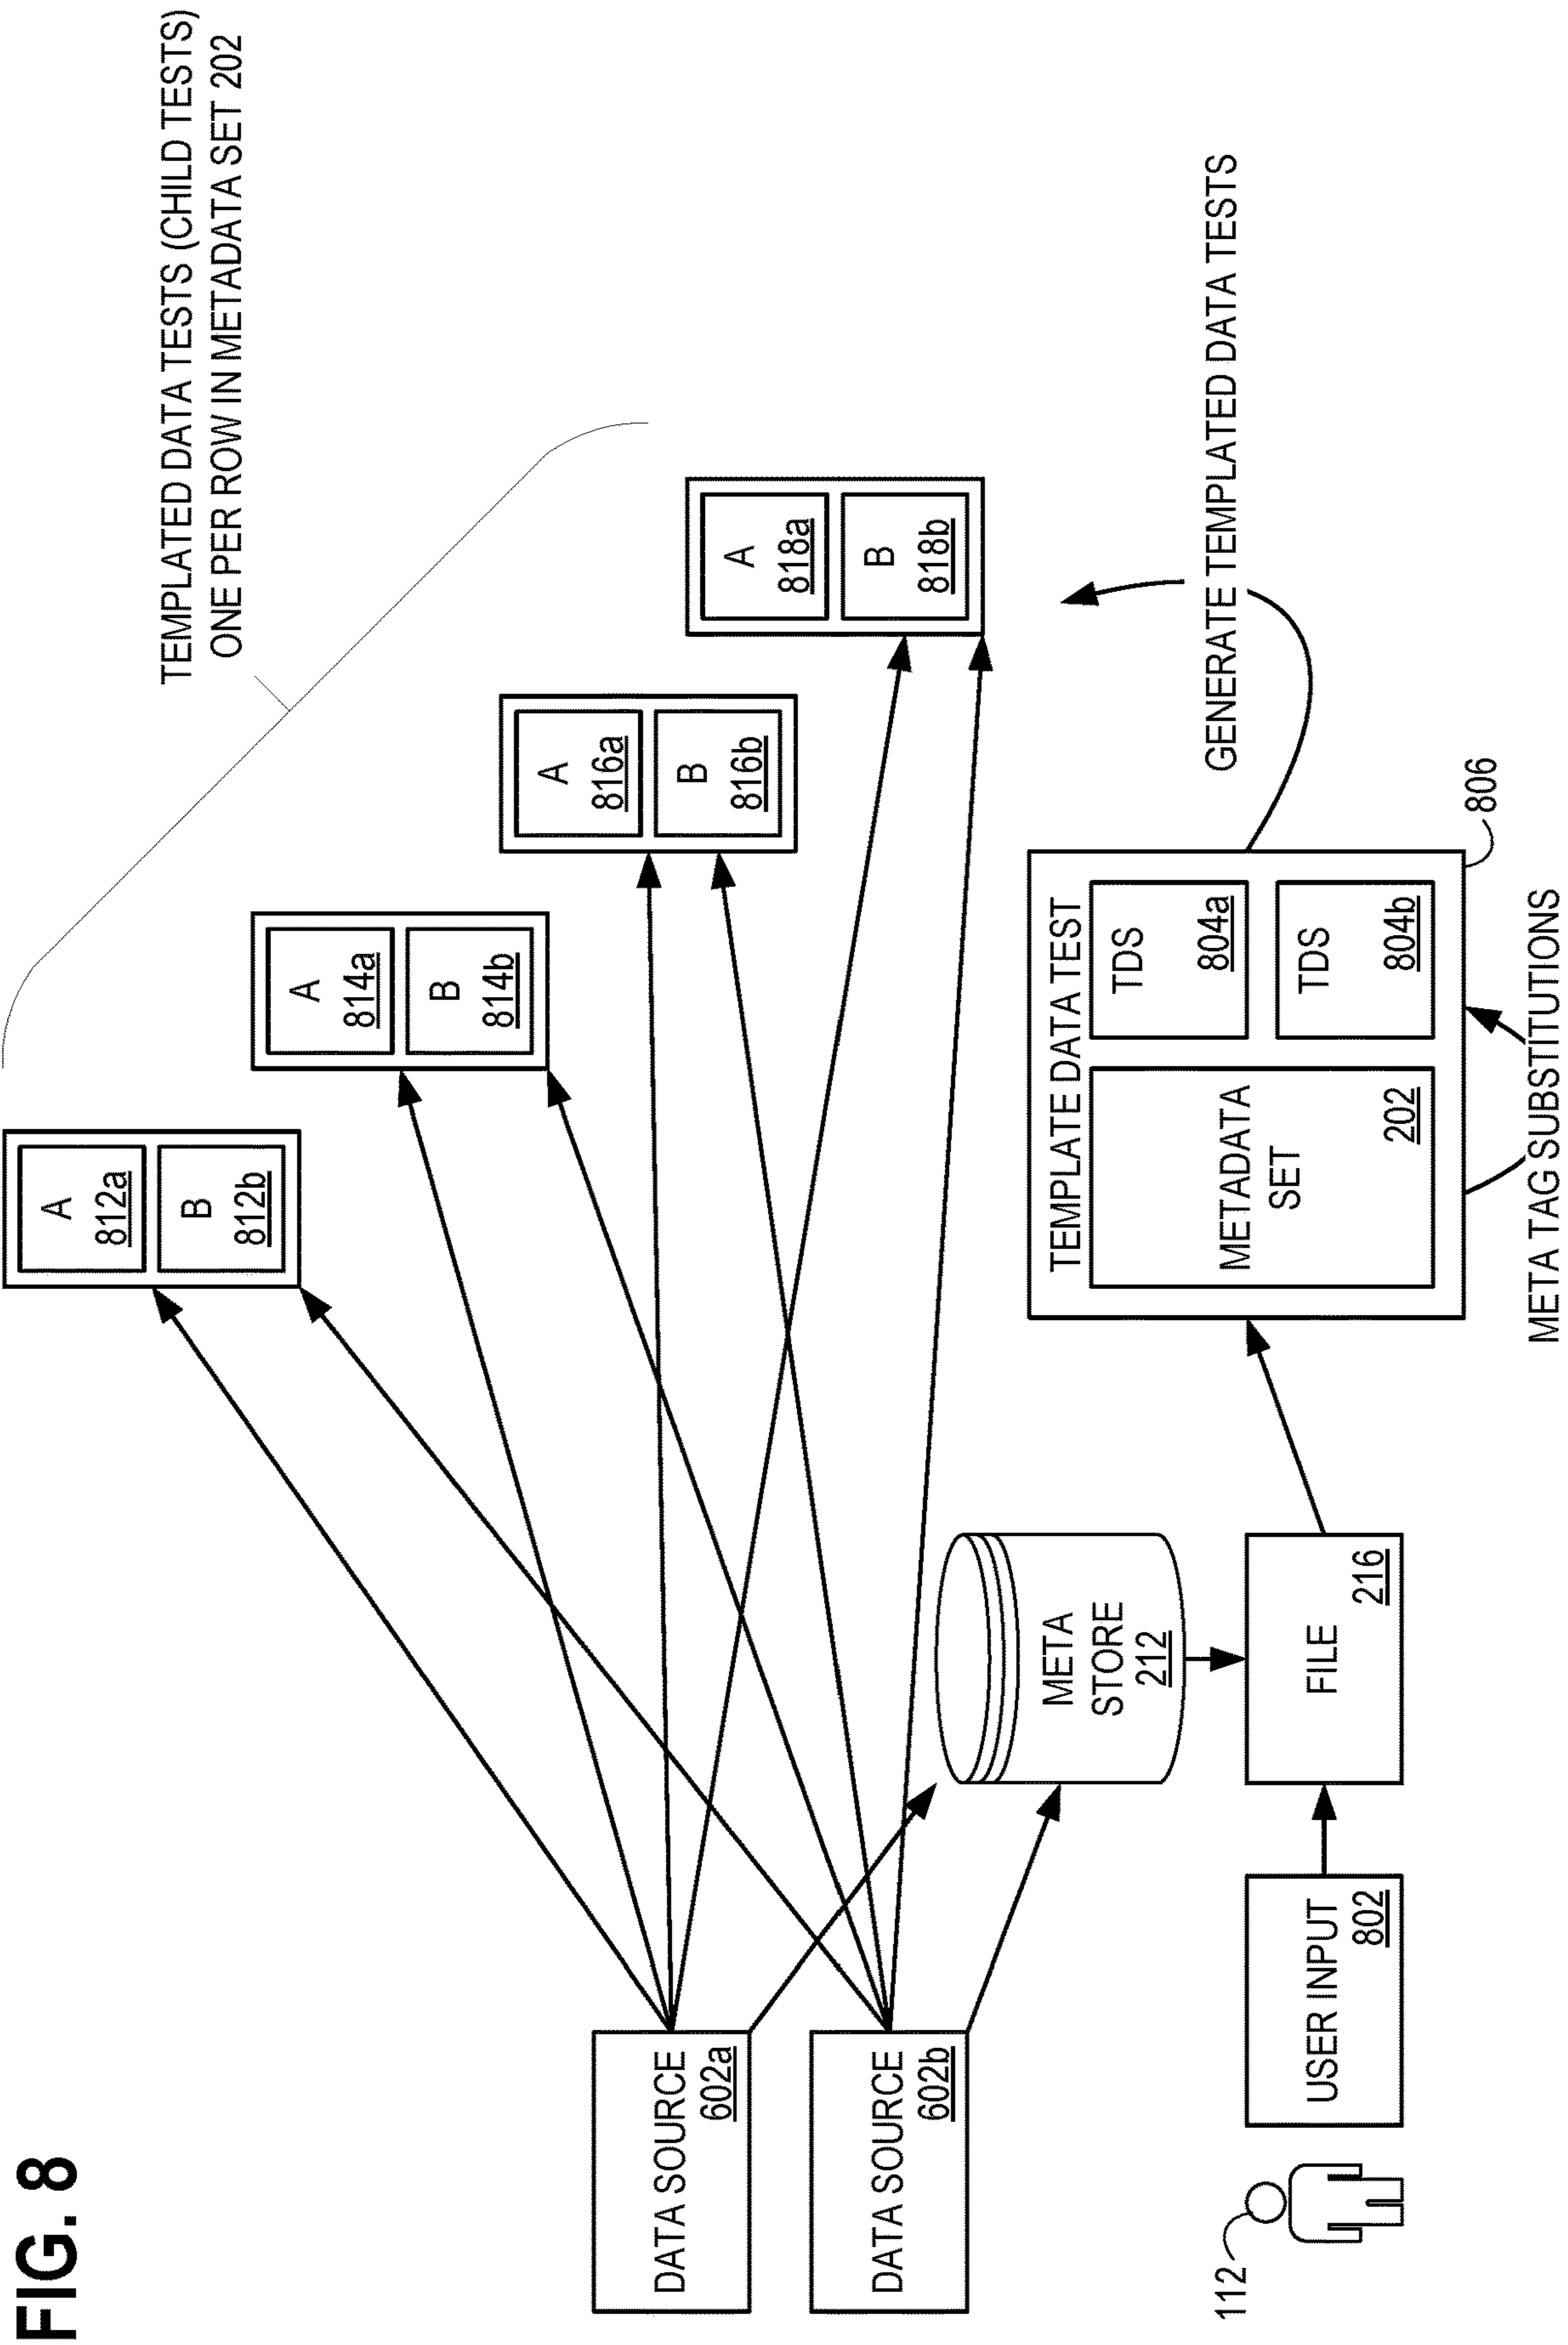 FIG. 8
TEMPLATED DATA TESTS (CHILD TESTS)
ONE PER ROW IN METADATA SET 202
A
812a
B
812b
A
814a
B
814b
A
816a
B
816b
A
818a
B
818b
DATA SOURCE
602a
DATA SOURCE
602b
META
STORE
212
112
USER INPUT
802
FILE
216
TEMPLATE DATA TEST
METADATA
SET
202
TDS
804a
TDS
804b
806
META TAG SUBSTITUTIONS
GENERATE TEMPLATED DATA TESTS